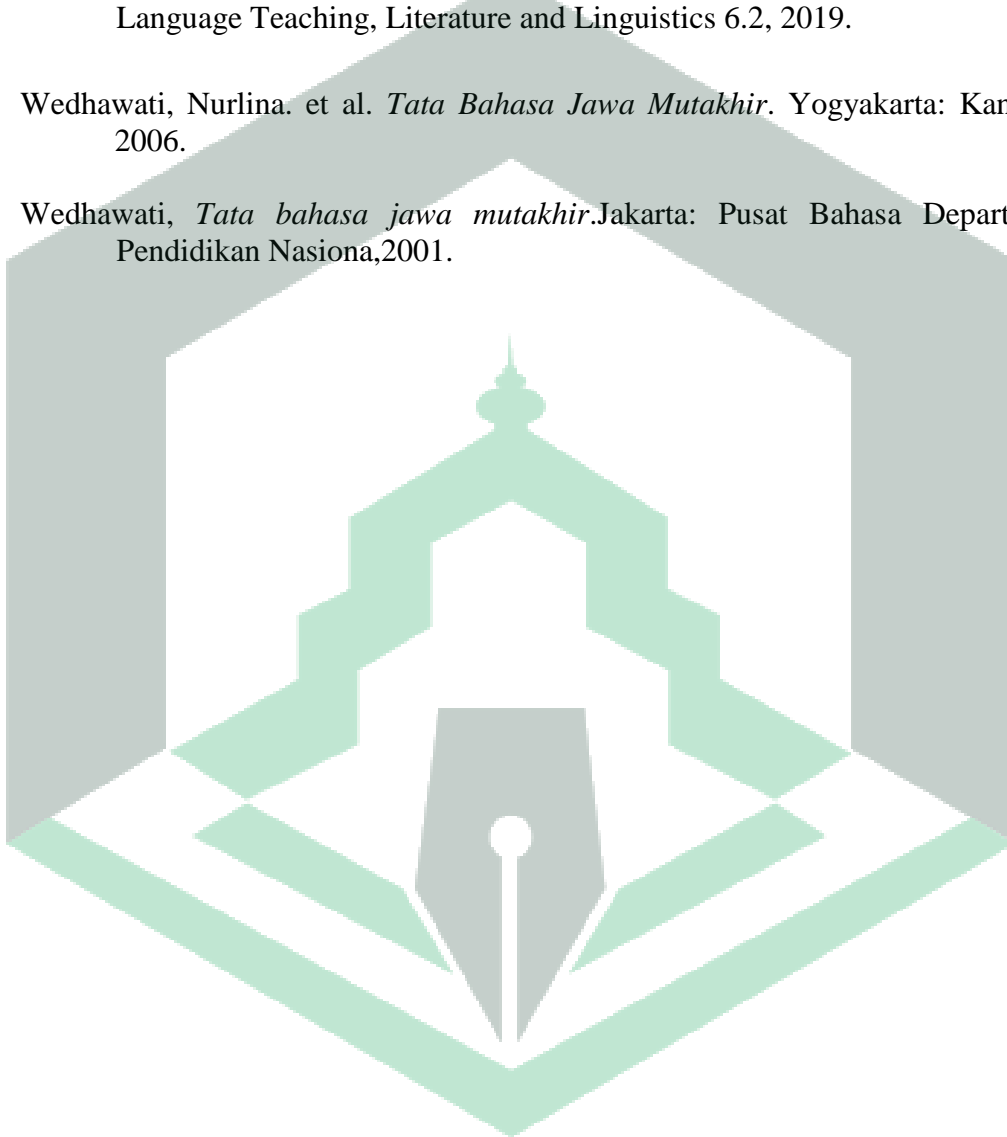 Language Teaching, Literature and Linguistics 6.2, 2019.
Wedhawati, Nurlina. et al. Tata Bahasa Jawa Mutakhir. Yogyakarta: Kan
2006.
Wedhawati, Tata bahasa jawa mutakhir.Jakarta: Pusat Bahasa Depart
Pendidikan Nasiona,2001.